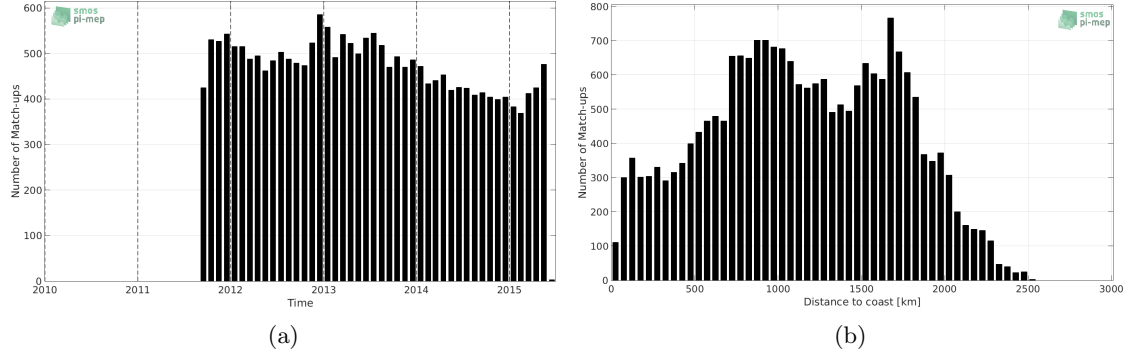 smos
pi-mep
600
500
400
300
200
100
0
Number of Match-ups
2010 2011 2012 2013 2014 2015
Time
(a)
smos
pi-mep
800
700
600
500
400
300
200
100
0
Number of Match-ups
0 500 1000 1500 2000 2500 3000
Distance to coast [km]
(b)